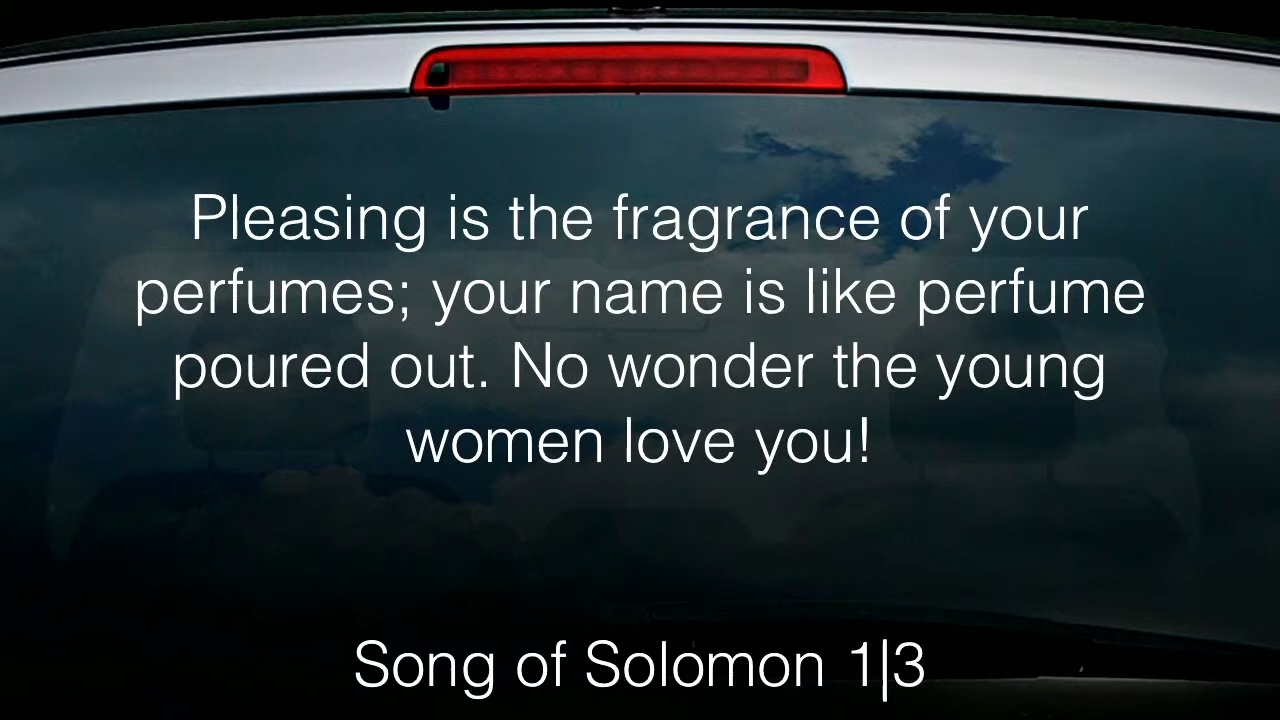 Pleasing is the fragrance of your
perfumes; your name is like perfume
poured out. No wonder the young
women love you!
Song of Solomon 1|3